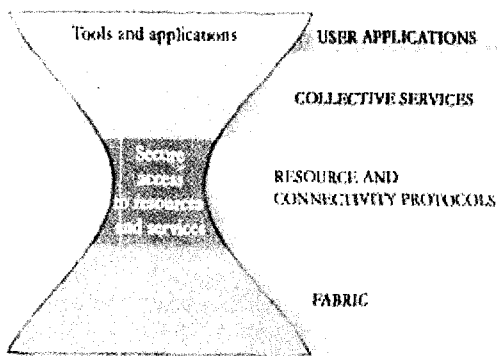 Tools and applications
USER APPLICATIONS
COLLECTIVE SERVICES
Secure
access
to resources
and services
RESOURCE AND
CONNECTIVITY PROTOCOLS
FABRIC